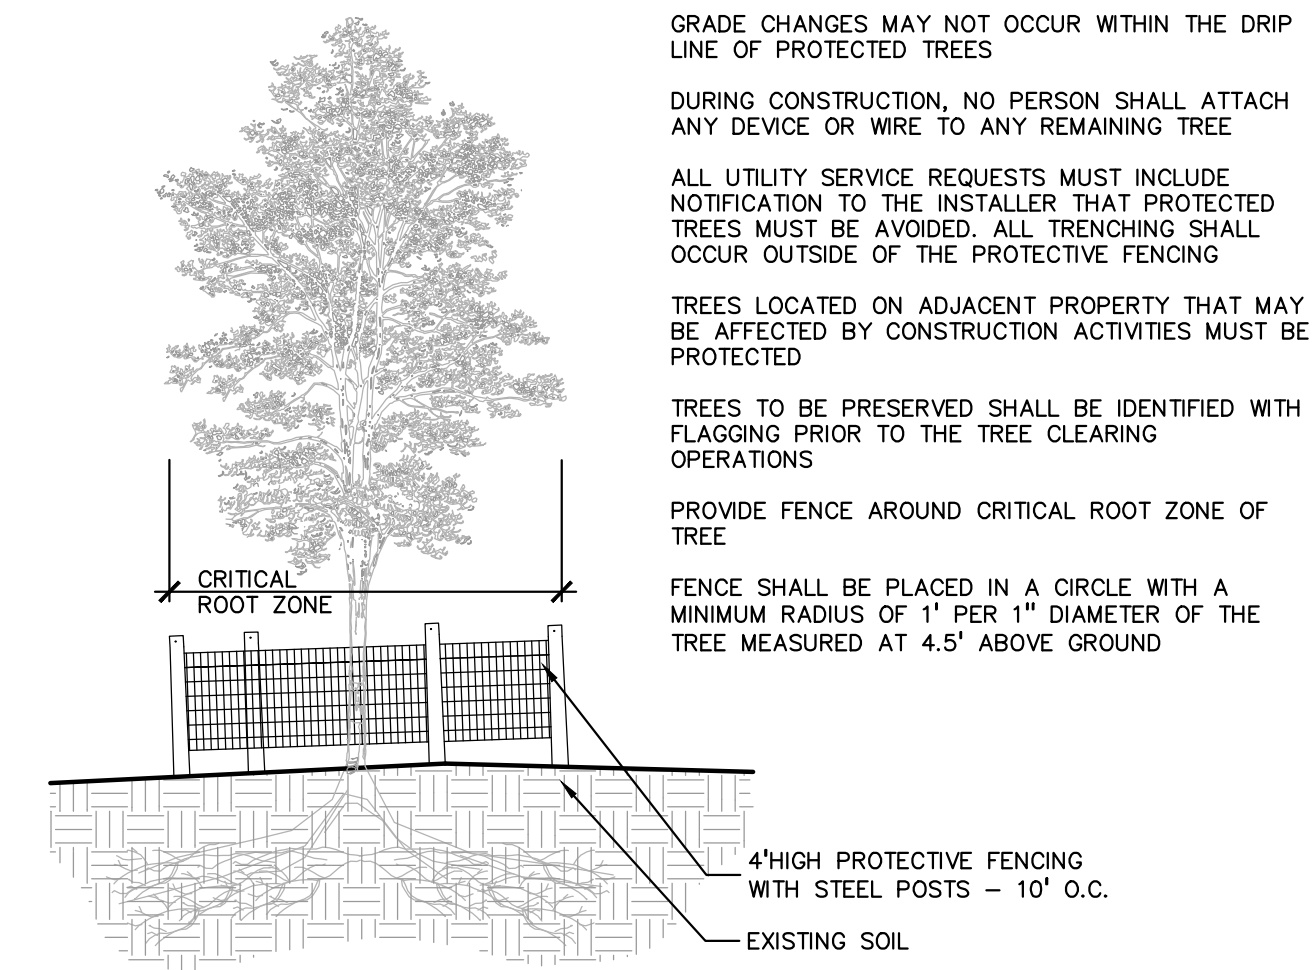 GRADE CHANGES MAY NOT OCCUR WITHIN THE DRIP
LINE OF PROTECTED TREES
DURING CONSTRUCTION, NO PERSON SHALL ATTACH
ANY DEVICE OR WIRE TO ANY REMAINING TREE
ALL UTILITY SERVICE REQUESTS MUST INCLUDE
NOTIFICATION TO THE INSTALLER THAT PROTECTED
TREES MUST BE AVOIDED. ALL TRENCHING SHALL
OCCUR OUTSIDE OF THE PROTECTIVE FENCING
TREES LOCATED ON ADJACENT PROPERTY THAT MAY
BE AFFECTED BY CONSTRUCTION ACTIVITIES MUST BE
PROTECTED
TREES TO BE PRESERVED SHALL BE IDENTIFIED WITH
FLAGGING PRIOR TO THE TREE CLEARING
OPERATIONS
PROVIDE FENCE AROUND CRITICAL ROOT ZONE OF
TREE
FENCE SHALL BE PLACED IN A CIRCLE WITH A
MINIMUM RADIUS OF 1' PER 1" DIAMETER OF THE
TREE MEASURED AT 4.5' ABOVE GROUND
CRITICAL
ROOT ZONE
4'HIGH PROTECTIVE FENCING
WITH STEEL POSTS – 10' O.C.
EXISTING SOIL